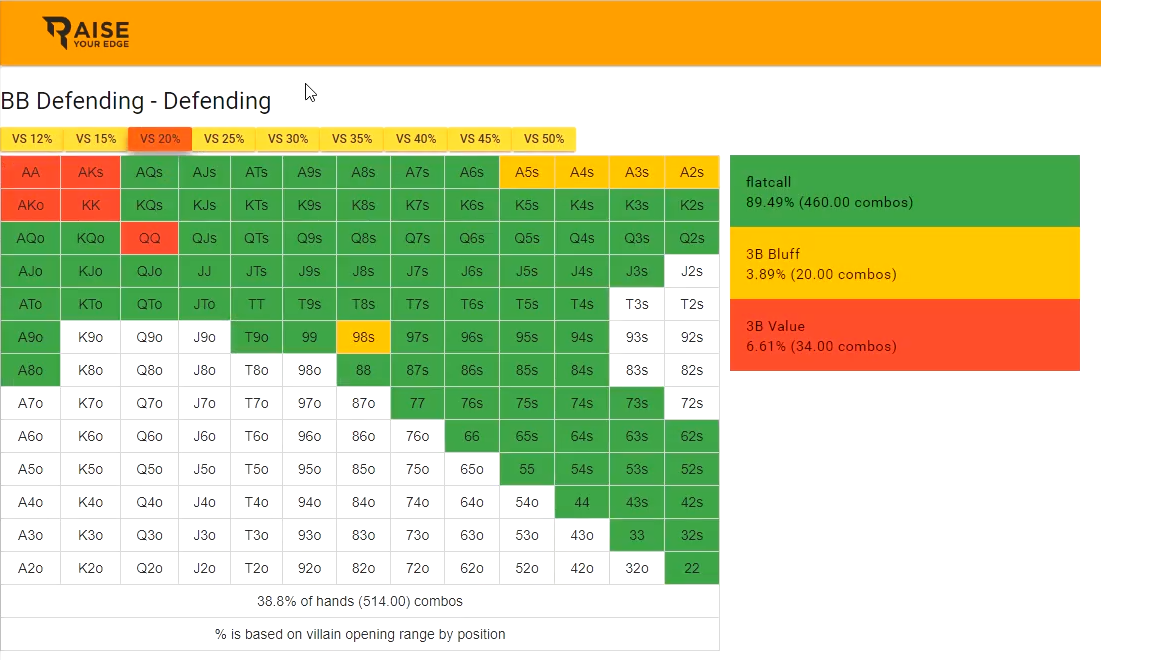 RAISE
YOUR EDGE
BB Defending - Defending
VS 12% VS 15% VS 20% VS 25% VS 30% VS 35% VS 40% VS 45% VS 50%
AA AKs AQs AJs ATs A9s A8s A7s A6s A5s A4s A3s A2s
AKo KK KQs KJs KTs K9s K8s K7s K6s K5s K4s K3s K2s
AQo KQo QQ QJs QTs Q9s Q8s Q7s Q6s Q5s Q4s Q3s Q2s
AJo KJo QJo JJ JTs J9s J8s J7s J6s J5s J4s J3s J2s
ATo KTo QTo JTo TT T9s T8s T7s T6s T5s T4s T3s T2s
A9o K9o Q9o J9o T9o 99 98s 97s 96s 95s 94s 93s 92s
A8o K8o Q8o J8o T8o 98o 88 87s 86s 85s 84s 83s 82s
A7o K7o Q7o J7o T7o 97o 87o 77 76s 75s 74s 73s 72s
A6o K6o Q6o J6o T6o 96o 86o 76o 66 65s 64s 63s 62s
A5o K5o Q5o J5o T5o 95o 85o 75o 65o 55 54s 53s 52s
A4o K4o Q4o J4o T4o 94o 84o 74o 64o 54o 44 43s 42s
A3o K3o Q3o J3o T3o 93o 83o 73o 63o 53o 43o 33 32s
A2o K2o Q2o J2o T2o 92o 82o 72o 62o 52o 42o 32o 22
38.8% of hands (514.00) combos
% is based on villain opening range by position
flatcall
89.49% (460.00 combos)
3B Bluff
3.89% (20.00 combos)
3B Value
6.61% (34.00 combos)